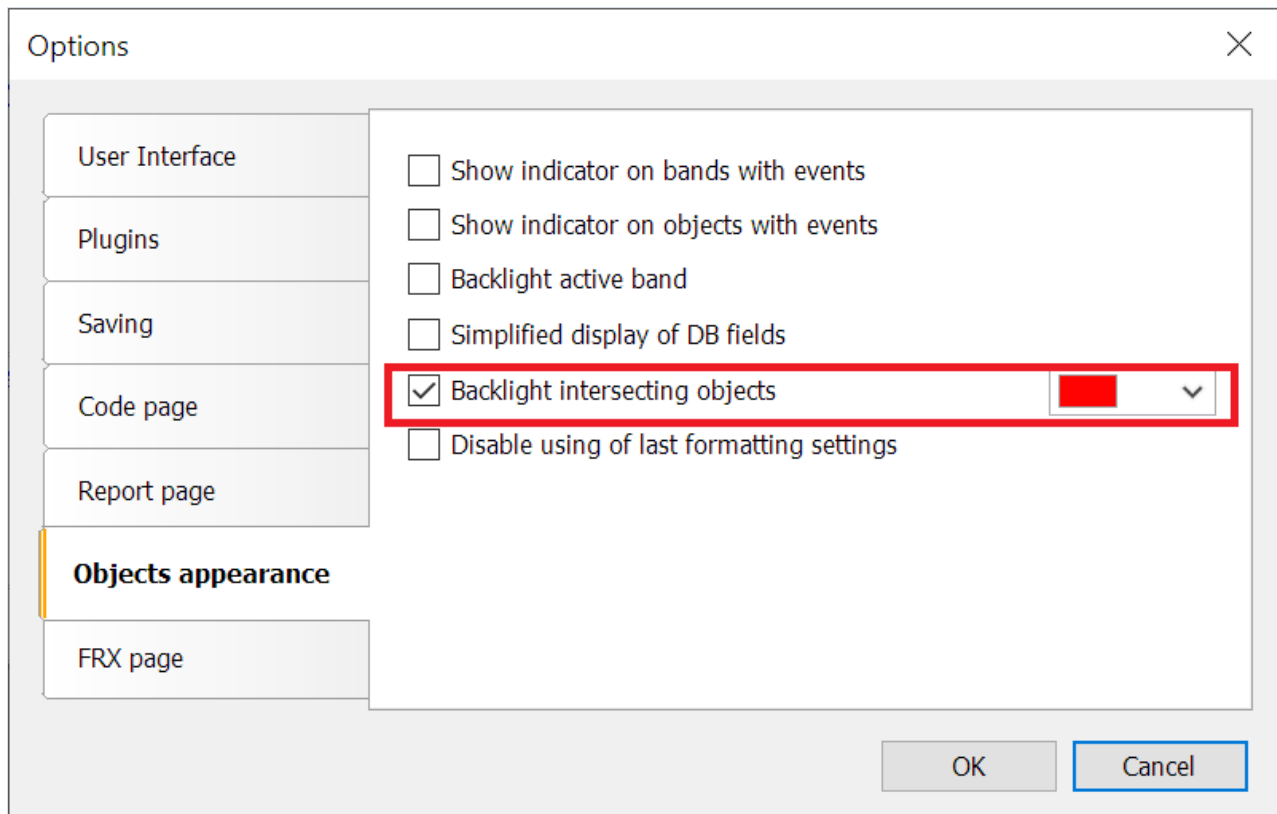 Options
User Interface
Plugins
Saving
Code page
Report page
Objects appearance
FRX page
Show indicator on bands with events
Show indicator on objects with events
Backlight active band
Simplified display of DB fields
Backlight intersecting objects
Disable using of last formatting settings
OK
Cancel